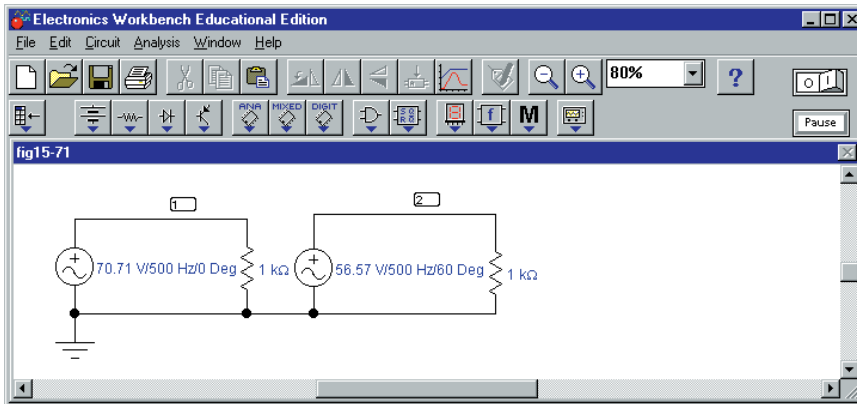 Electronics Workbench Educational Edition
File Edit Circuit Analysis Window Help
80% ?
ANA MIXED DIGIT f M
Pause
fig15-71
1 2
70.71 V/500 Hz/0 Deg 1 kΩ 56.57 V/500 Hz/60 Deg 1 kΩ